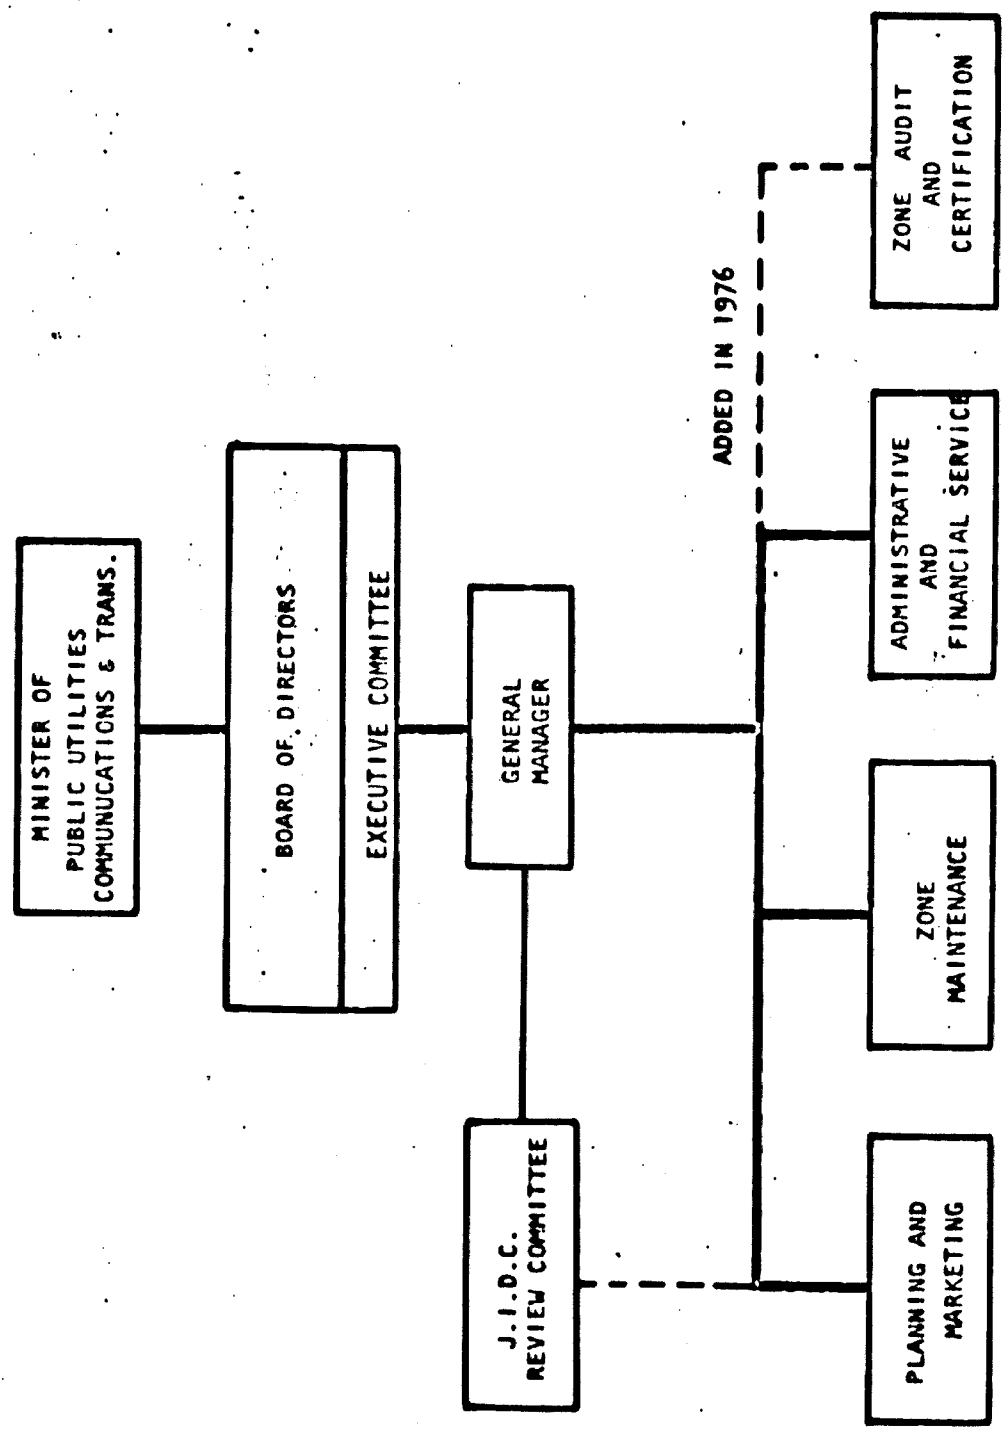 MINISTER OF
PUBLIC UTILITIES
COMMUNUCATIONS & TRANS.
BOARD OF DIRECTORS
EXECUTIVE COMMITTEE
J.I.D.C.
REVIEW COMMITTEE
GENERAL
MANAGER
ADDED IN 1976
PLANNING AND
MARKETING
ZONE
MAINTENANCE
ADMINISTRATIVE
AND
FINANCIAL SERVICE
ZONE AUDIT
AND
CERTIFICATION